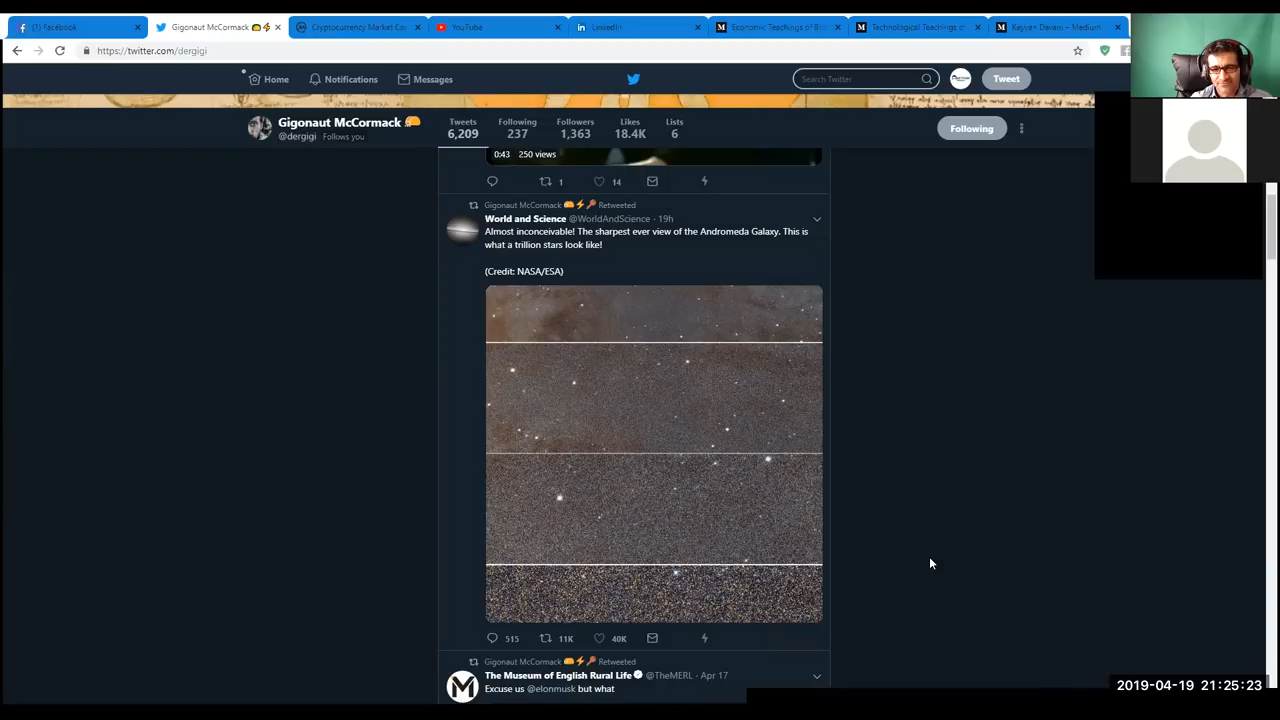 (1) Facebook
Gigonaut McCormack
Cryptocurrency Market Ca
YouTube
LinkedIn
Economic Teachings of Bi
Technological Teachings o
Keyvan Davani – Medium
https://twitter.com/dergigi
Home
Notifications
Messages
Search Twitter
Tweet
Gigonaut McCormack
@dergigi Follows you
Tweets
6,209
Following
237
Followers
1,363
Likes
18.4K
Lists
6
Following
0:43 250 views
1
14
Gigonaut McCormack Retweeted
World and Science @WorldAndScience · 19h
Almost inconceivable! The sharpest ever view of the Andromeda Galaxy. This is
what a trillion stars look like!
(Credit: NASA/ESA)
515
11K
40K
Gigonaut McCormack Retweeted
M
The Museum of English Rural Life @TheMERL · Apr 17
Excuse us @elonmusk but what
2019-04-19 21:25:23